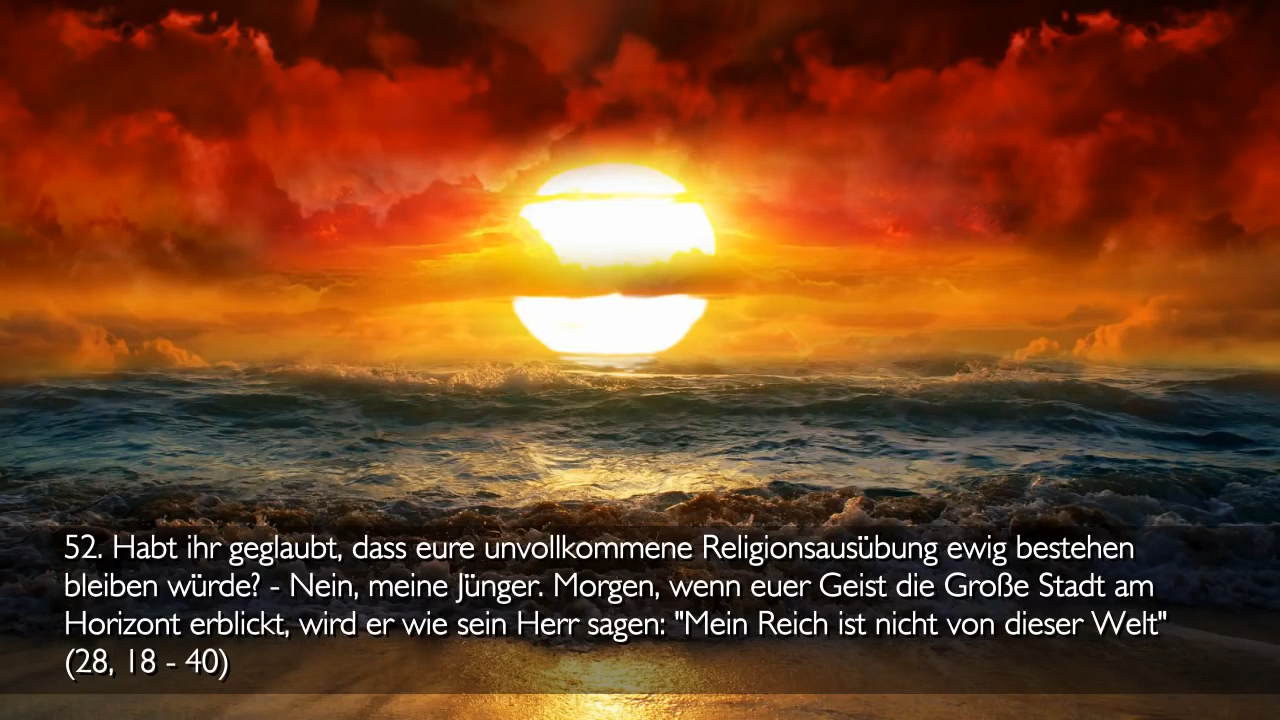 52. Habt ihr geglaubt, dass eure unvollkommene Religionsausübung ewig bestehen
bleiben würde? - Nein, meine Jünger. Morgen, wenn euer Geist die Große Stadt am
Horizont erblickt, wird er wie sein Herr sagen: "Mein Reich ist nicht von dieser Welt"
(28, 18 - 40)